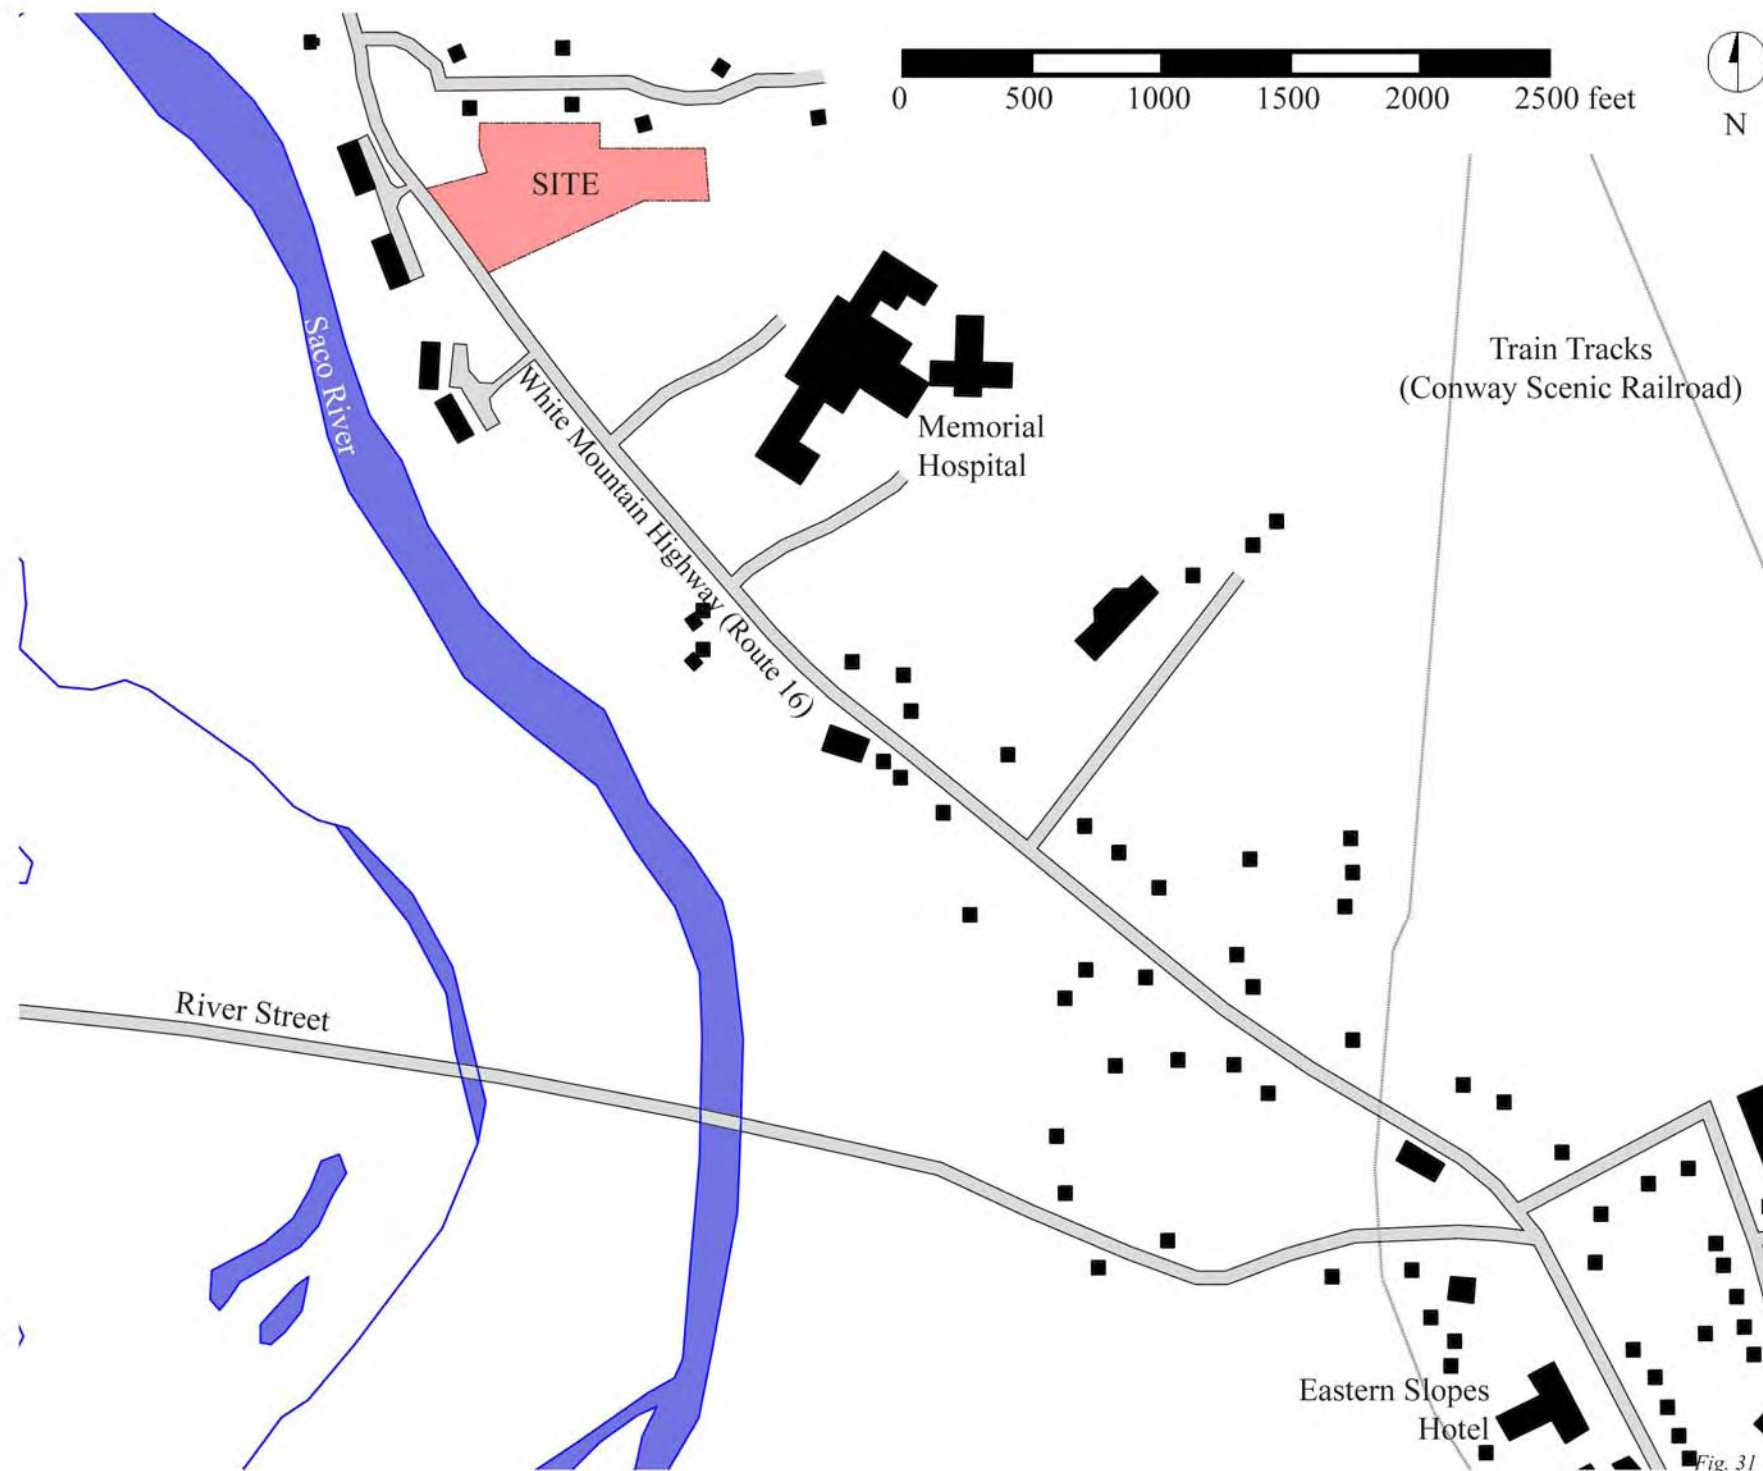 0 500 1000 1500 2000 2500 feet
N
SITE
Saco River
Train Tracks
(Conway Scenic Railroad)
Memorial
Hospital
White Mountain Highway (Route 16)
River Street
Eastern Slopes
Hotel
Fig. 31